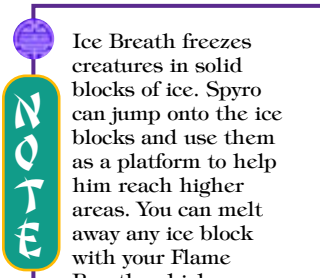 NOTE
Ice Breath freezes
creatures in solid
blocks of ice. Spyro
can jump onto the ice
blocks and use them
as a platform to help
him reach higher
areas. You can melt
away any ice block
with your Flame